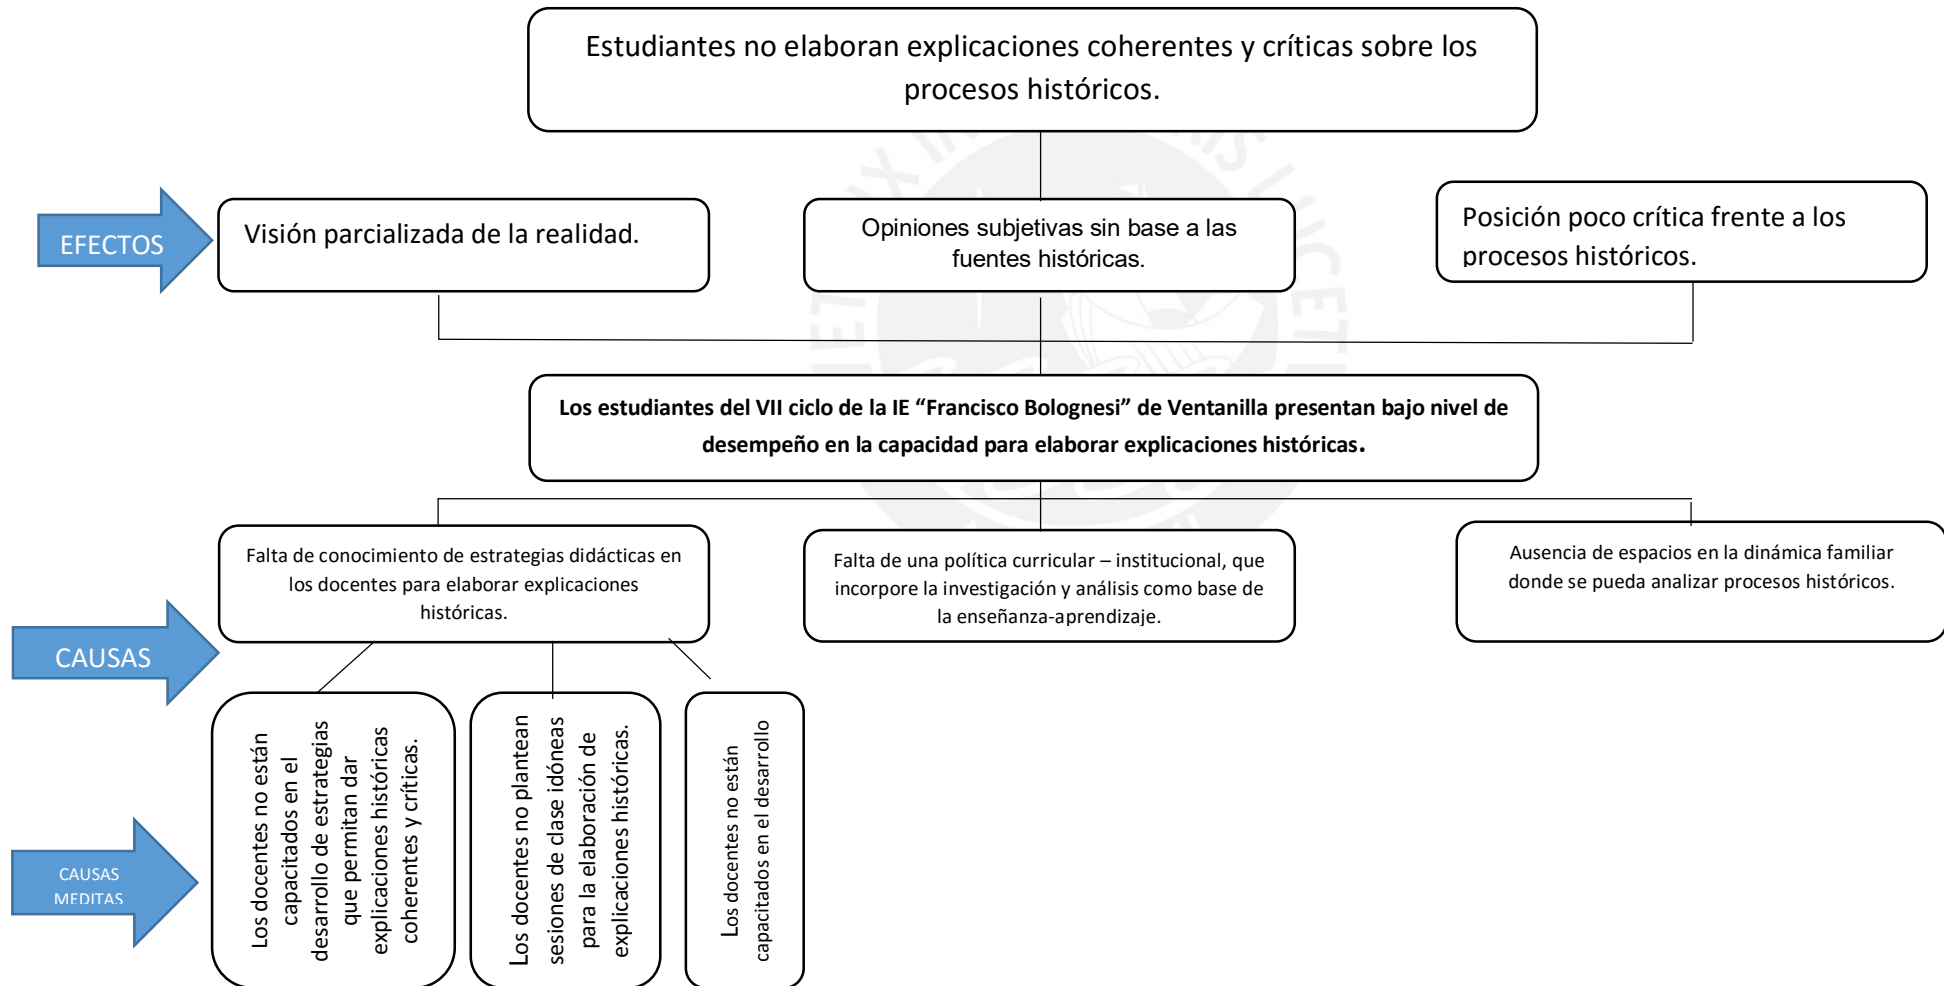 Estudiantes no elaboran explicaciones coherentes y críticas sobre los
procesos históricos.
EFECTOS
Visión parcializada de la realidad.
Opiniones subjetivas sin base a las
fuentes históricas.
Posición poco crítica frente a los
procesos históricos.
Los estudiantes del VII ciclo de la IE “Francisco Bolognesi” de Ventanilla presentan bajo nivel de
desempeño en la capacidad para elaborar explicaciones históricas.
Falta de conocimiento de estrategias didácticas en
los docentes para elaborar explicaciones
históricas.
Falta de una política curricular – institucional, que
incorpore la investigación y análisis como base de
la enseñanza-aprendizaje.
Ausencia de espacios en la dinámica familiar
donde se pueda analizar procesos históricos.
CAUSAS
Los docentes no están
capacitados en el
desarrollo de estrategias
que permitan dar
explicaciones históricas
coherentes y críticas.
Los docentes no plantean
sesiones de clase idóneas
para la elaboración de
explicaciones históricas.
Los docentes no están
capacitados en el desarrollo
CAUSAS
MEDITAS